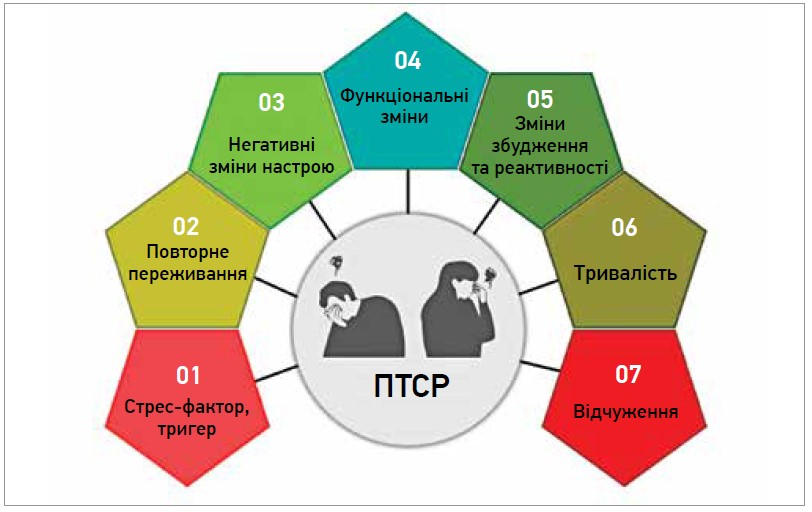 01
Стрес-фактор,
тригер
02
Повторне
переживання
03
Негативні
зміни настрою
04
Функціональні
зміни
05
Зміни
збудження
та реактивності
06
Тривалість
07
Відчуження
ПТСР